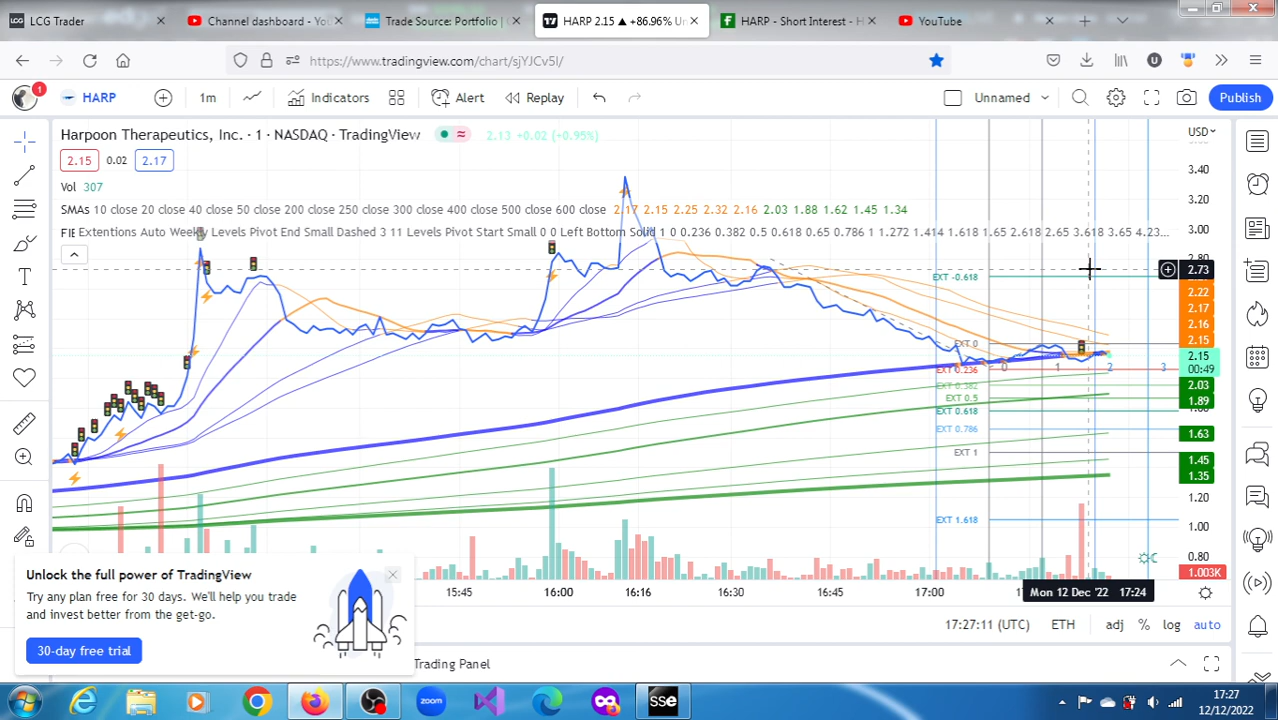 LCG LCG Trader
Channel dashboard - Yo
Trade Source: Portfolio |
HARP 2.15 ▲ +86.96% Un
HARP - Short Interest - H
YouTube
https://www.tradingview.com/chart/sjYJCv5I/
1
HARP
1m
Indicators
Alert
Replay
Unnamed
Publish
Harpoon Therapeutics, Inc. · 1 · NASDAQ · TradingView
2.13 +0.02 (+0.95%)
USD
2.15 0.02 2.17
3.40
Vol 307
3.20
SMAs 10 close 20 close 40 close 50 close 250 close 300 close 400 close 500 close 600 close 2.17 2.15 2.25 2.32 2.16 2.03 1.88 1.62 1.45 1.34
Extentions Auto Weekly Levels Pivot End Small Dashed 3 11 Levels Pivot Start Small 0 0 Left Bottom Solid 1 0 0.236 0.382 0.5 0.618 0.65 0.786 1 1.272 1.414 1.618 1.65 2.618 2.65 3.618 3.65 4.23...
3.00
2.73
EXT -0.618
2.22
2.17
2.16
2.15
EXT 0
2.15
00:49
0 1 2 3
EXT 0.236
EXT 0.382
2.03
EXT 0.5
1.89
EXT 0.618
EXT 0.786
1.63
EXT 1
1.45
1.35
1.20
EXT 1.618
1.00
0.80
1.003K
Unlock the full power of TradingView
Try any plan free for 30 days. We'll help you trade
and invest better from the get-go.
30-day free trial
15:45 16:00 16:16 16:30 16:45 17:00
Mon 12 Dec '22 17:24
17:27:11 (UTC) ETH adj % log auto
Trading Panel
zoom
SSE
17:27
12/12/2022